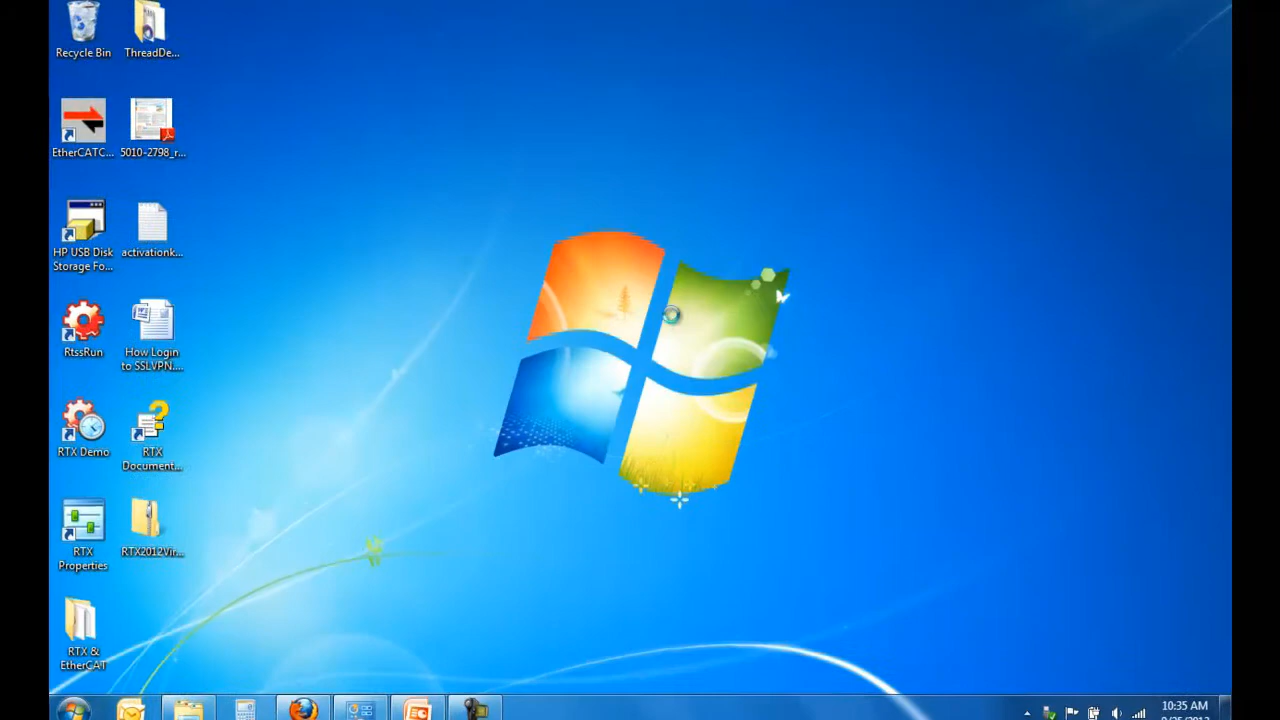 Recycle Bin
ThreadDe...
EtherCATC...
5010-2798_r...
HP USB Disk
Storage Fo...
activationk...
RtssRun
How Login
to SSLVPN....
RTX Demo
RTX
Document...
RTX
Properties
RTX2012Vir...
RTX &
EtherCAT
10:35 AM